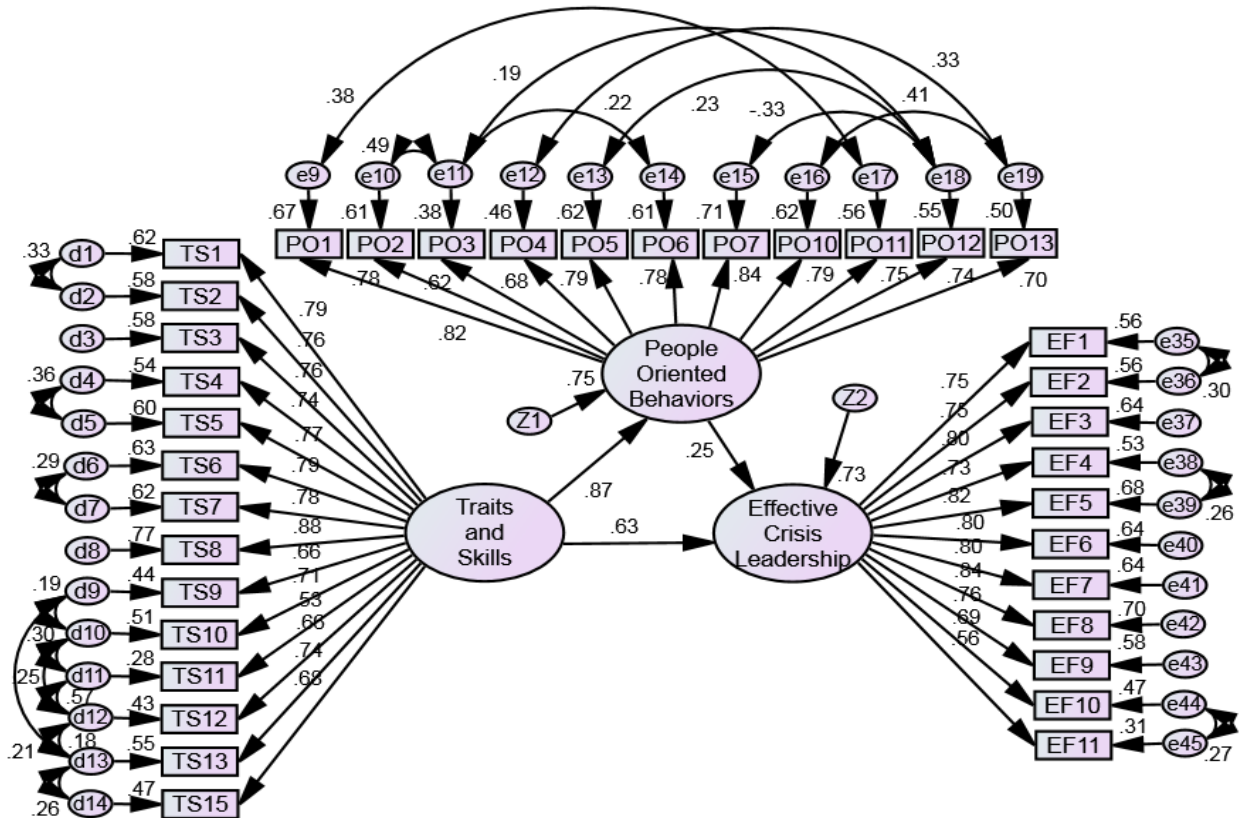 .38
.19
.33
.22
.23
-.33
.41
.49
e9 e10 e11 e12 e13 e14 e15 e16 e17 e18 e19
.67 .61 .38 .46 .62 .61 .71 .62 .56 .55 .50
PO1 PO2 PO3 PO4 PO5 PO6 PO7 PO10 PO11 PO12 PO13
.82 .78 .62 .68 .79 .78 .84 .79 .75 .74 .70
.33
d1 .62 TS1 .79
d2 .58 TS2 .76
d3 .58 TS3 .76
.36
d4 .54 TS4 .74
d5 .60 TS5 .77
.29
d6 .63 TS6 .79
d7 .62 TS7 .78
d8 .77 TS8 .88
.19
d9 .44 TS9 .66
.30
d10 .51 TS10 .71
.25
d11 .28 TS11 .53
.57
d12 .43 TS12 .66
.18
.21
d13 .55 TS13 .74
.26
d14 .47 TS15 .68
People
Oriented
Behaviors
.75
Z1
Z2
.25
.73
.87
.63
Traits
and
Skills
Effective
Crisis
Leadership
.75 EF1 .56 e35
.30
.75 EF2 .56 e36
.80 EF3 .64 e37
.73 EF4 .53 e38
.26
.82 EF5 .68 e39
.80 EF6 .64 e40
.80 EF7 .64 e41
.84 EF8 .70 e42
.76 EF9 .58 e43
.69 EF10 .47 e44
.27
.56 EF11 .31 e45